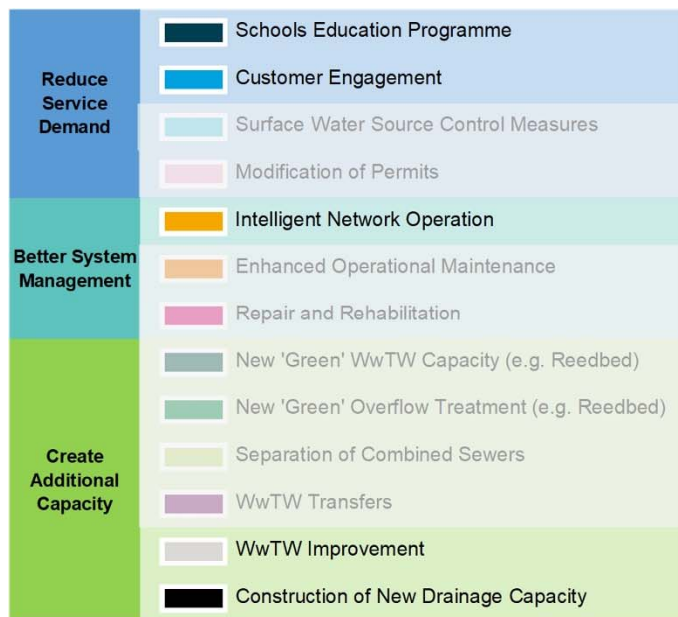 Reduce
Service
Demand
Schools Education Programme
Customer Engagement
Surface Water Source Control Measures
Modification of Permits
Better System
Management
Intelligent Network Operation
Enhanced Operational Maintenance
Repair and Rehabilitation
Create
Additional
Capacity
New 'Green' WwTW Capacity (e.g. Reedbed)
New 'Green' Overflow Treatment (e.g. Reedbed)
Separation of Combined Sewers
WwTW Transfers
WwTW Improvement
Construction of New Drainage Capacity